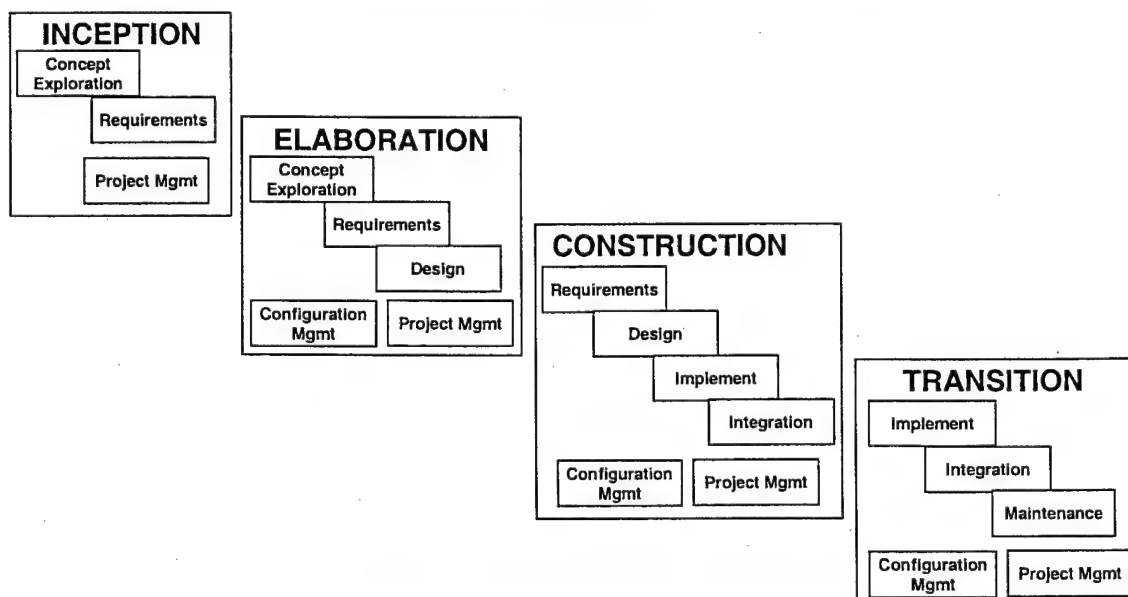 INCEPTION
Concept
Exploration
Requirements
Project Mgmt
ELABORATION
Concept
Exploration
Requirements
Design
Configuration
Mgmt
Project Mgmt
CONSTRUCTION
Requirements
Design
Implement
Integration
Configuration
Mgmt
Project Mgmt
TRANSITION
Implement
Integration
Maintenance
Configuration
Mgmt
Project Mgmt